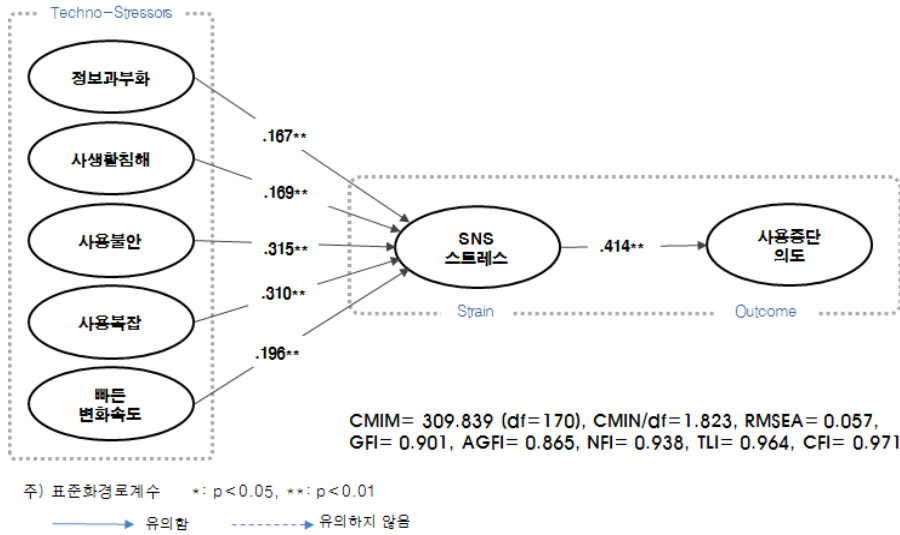 Techno-Stressors
정보과부화
사생활침해
사용불안
사용복잡
빠든
변화속도
.167**
.169**
.315**
.310**
.196**
SNS
스트레스
Strain
.414**
사용중단
의도
Outcome
CMIM= 309.839 (df=170), CMIN/df=1.823, RMSEA= 0.057,
GFI= 0.901, AGFI= 0.865, NFI= 0.938, TLI= 0.964, CFI= 0.971
주) 표준화경로계수 *: p<0.05, **: p<0.01
유의함 유의하지 않음